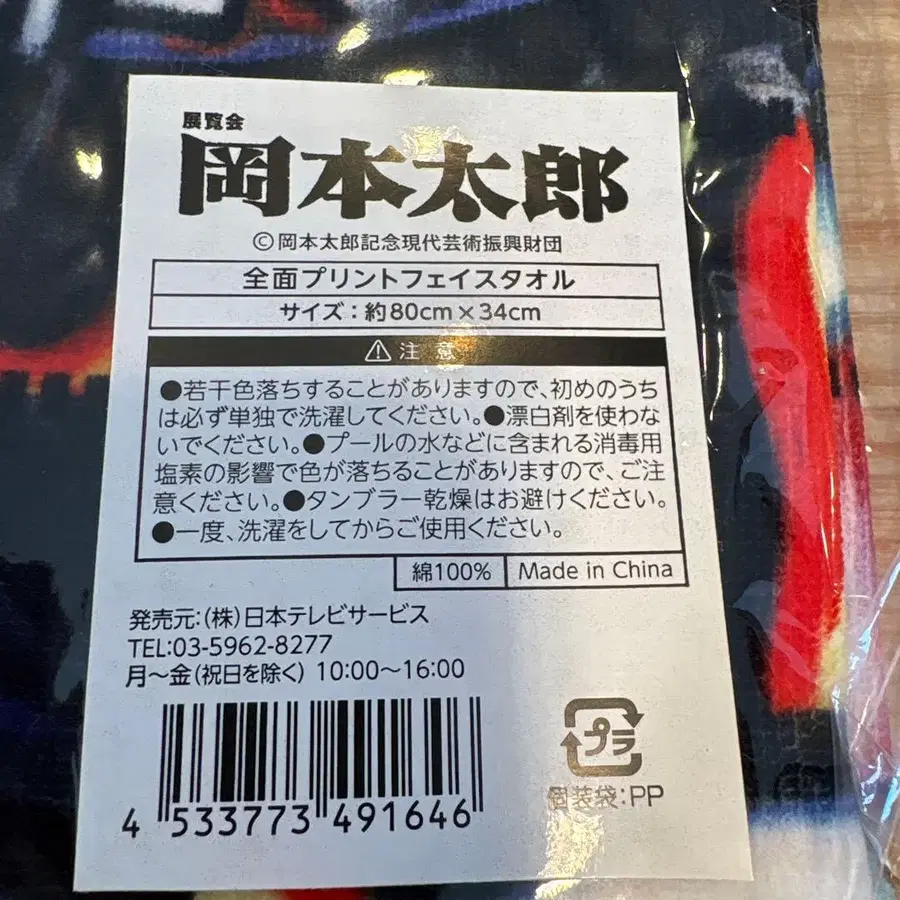 展覧会
岡本太郎
©岡本太郎記念現代芸術振興財団
全面プリントフェイスタオル
サイズ：約80cm×34cm
⚠注意
●若干色落ちすることがありますので、初めのうち
は必ず単独で洗濯してください。●漂白剤を使わな
いでください。●プールの水などに含まれる消毒用
塩素の影響で色が落ちることがありますので、ご注
意ください。●タンブラー乾燥はお避けください。
●一度、洗濯をしてからご使用ください。
綿100% Made in China
発売元:(株)日本テレビサービス
TEL:03-5962-8277
月～金(祝日を除く) 10:00～16:00
プラ
個装袋:PP
4 533773 491646